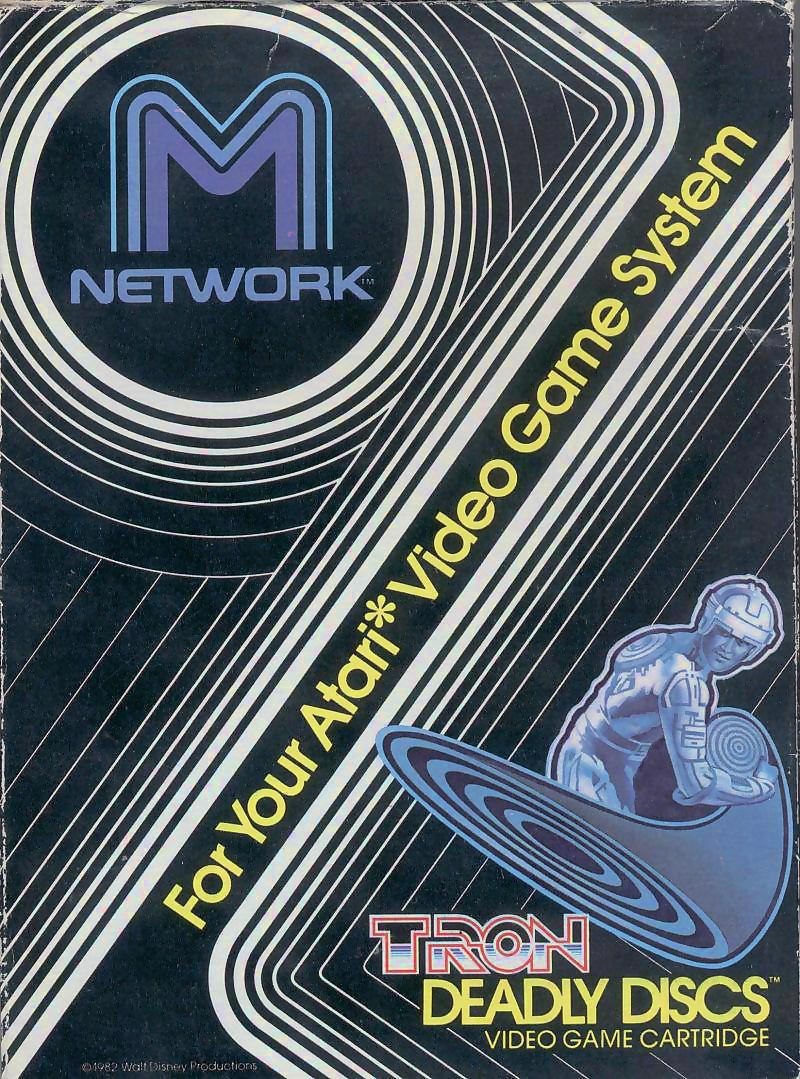 M
NETWORK™
For Your Atari* Video Game System
TRON
DEADLY DISCS™
VIDEO GAME CARTRIDGE
©1982 Walt Disney Productions